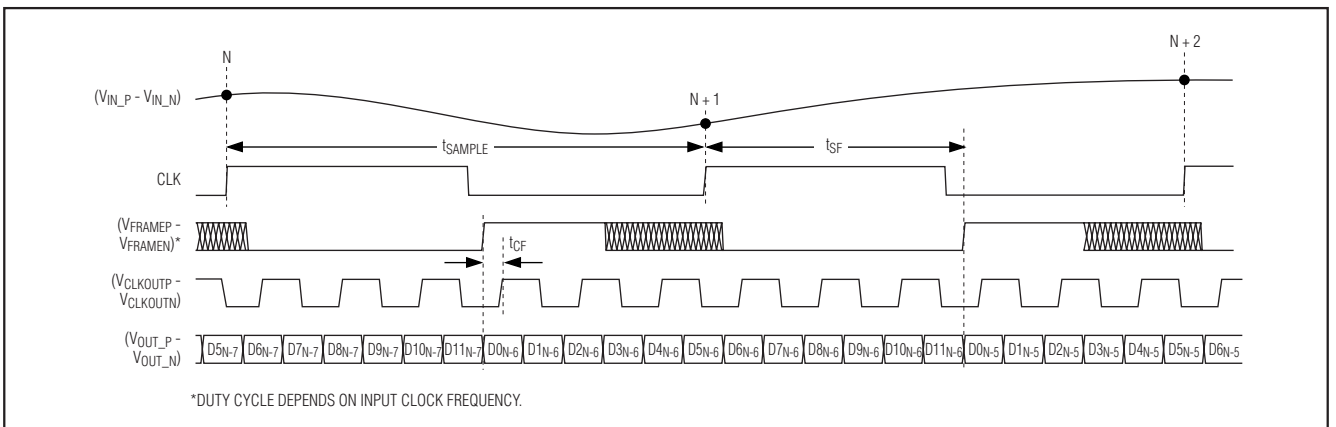 N
N + 1
N + 2
(VIN_P - VIN_N)
tSAMPLE
tSF
CLK
(VFRAMEP -
VFRAMEN)*
tCF
(VCLKOUTP -
VCLKOUTN)
(VOUT_P -
VOUT_N)
D5N-7 D6N-7 D7N-7 D8N-7 D9N-7 D10N-7 D11N-7 D0N-6 D1N-6 D2N-6 D3N-6 D4N-6 D5N-6 D6N-6 D7N-6 D8N-6 D9N-6 D10N-6 D11N-6 D0N-5 D1N-5 D2N-5 D3N-5 D4N-5 D5N-5 D6N-5
*DUTY CYCLE DEPENDS ON INPUT CLOCK FREQUENCY.